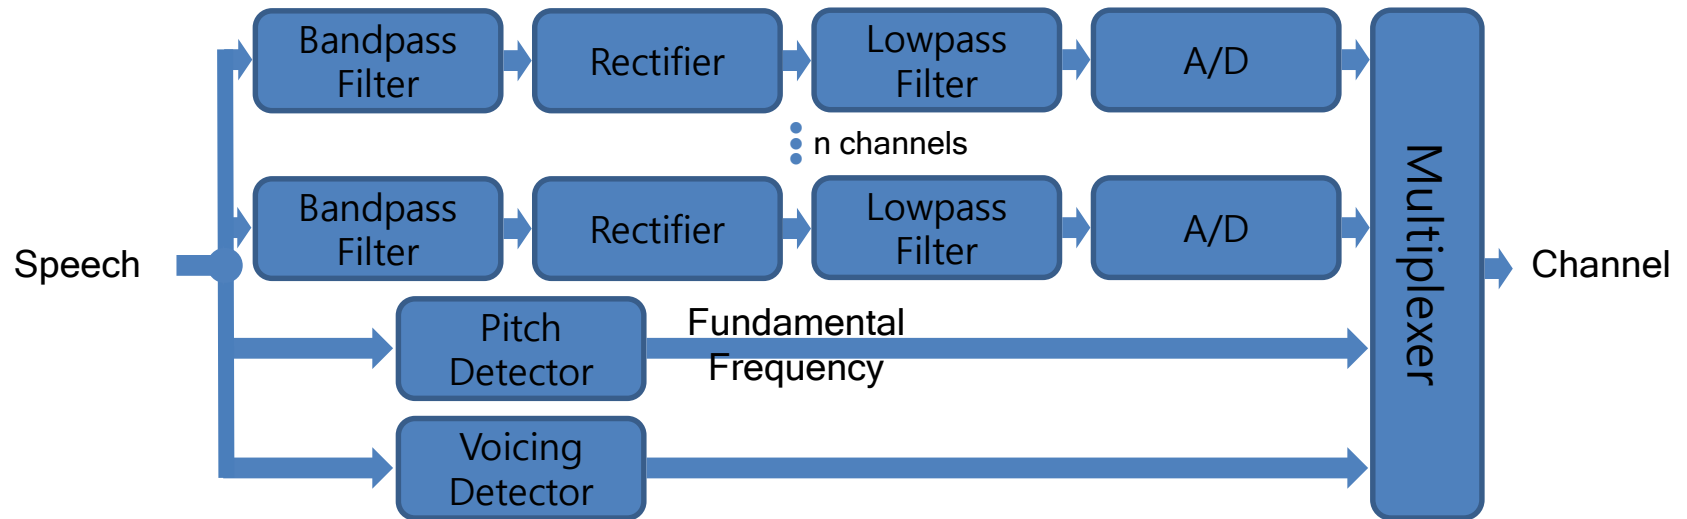 Bandpass
Filter
Rectifier
Lowpass
Filter
A/D
n channels
Bandpass
Filter
Rectifier
Lowpass
Filter
A/D
Multiplexer
Speech
Channel
Pitch
Detector
Fundamental
Frequency
Voicing
Detector